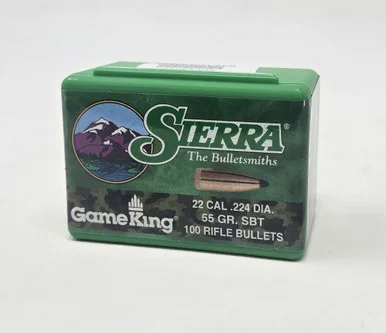 SIERRA®
The Bulletsmiths
22 CAL .224 DIA.
55 GR. SBT
100 RIFLE BULLETS
GameKing